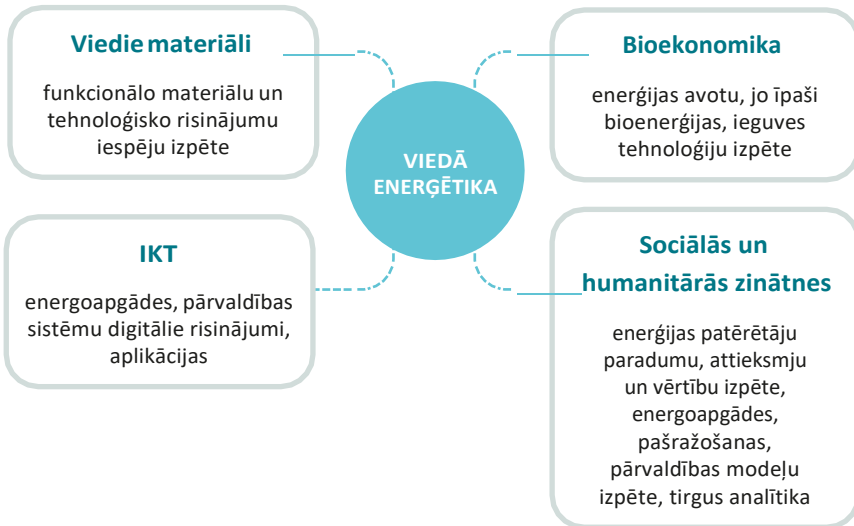 Viedie materiāli
funkcionālo materiālu un
tehnoloģisko risinājumu
iespēju izpēte
Bioekonomika
enerģijas avotu, jo īpaši
bioenerģijas, ieguves
tehnoloģiju izpēte
VIEDĀ
ENERĢĒTIKA
IKT
energoapgādes, pārvaldības
sistēmu digitālie risinājumi,
aplikācijas
Sociālās un
humanitārās zinātnes
enerģijas patērētāju
paradumu, attieksmju
un vērtību izpēte,
energoapgādes,
pašražošanas,
pārvaldības modeļu
izpēte, tirgus analītika